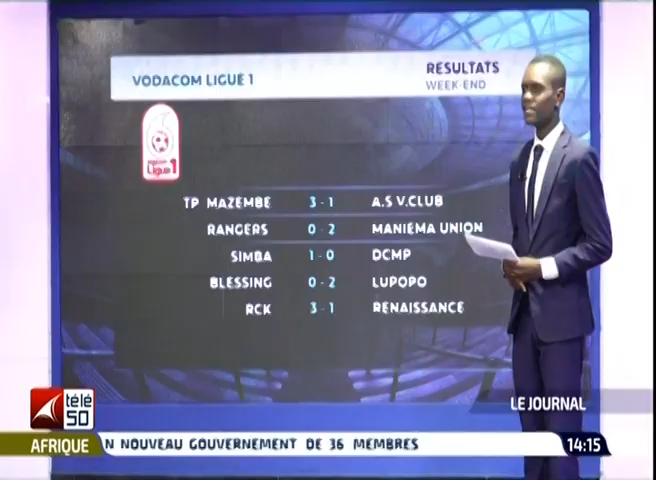 VODACOM LIGUE 1
RESULTATS
WEEK-END
Ligue 1
TP MAZEMBE 3 - 1 A.S V.CLUB
RANGERS 0 - 2 MANIEMA UNION
SIMBA 1 - 0 DCMP
BLESSING 0 - 2 LUPOPO
RCK 3 - 1 RENAISSANCE
LE JOURNAL
télé
50
AFRIQUE N NOUVEAU GOUVERNEMENT DE 36 MEMBRES 14:15